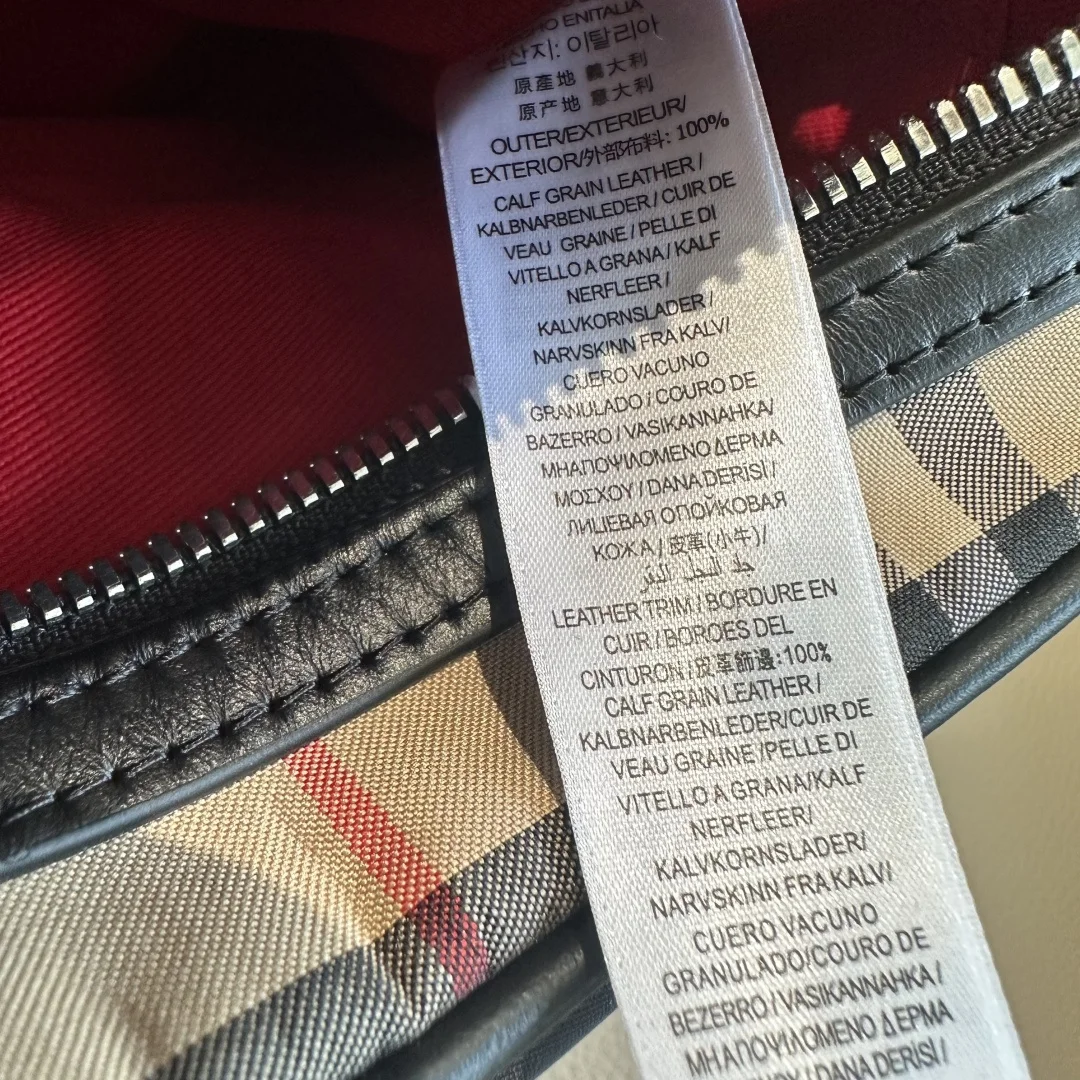 ENITALIA
원산지: 이탈리아
原產地 義大利
原产地 意大利
OUTER/EXTERIEUR/
EXTERIOR/外部布料: 100%
CALF GRAIN LEATHER /
KALBNARBENLEDER / CUIR DE
VEAU GRAINE / PELLE DI
VITELLO A GRANA / KALF
NERFLEER /
KALVKORNSLADER /
NARVSKINN FRA KALV/
CUERO VACUNO
GRANULADO / COURO DE
BAZERRO / VASIKANNAHKA/
ΜΗΑΠΟΨΙΛΟΜΕΝΟ ΔΕΡΜΑ
ΜΟΣΧΟΥ / DANA DERISİ /
ЛИЦЕВАЯ ОПОЙКОВАЯ
КОЖА / 皮革(小牛)/
LEATHER TRIM / BORDURE EN
CUIR / BORDES DEL
CINTURON / 皮革飾邊:100%
CALF GRAIN LEATHER /
KALBNARBENLEDER/CUIR DE
VEAU GRAINE /PELLE DI
VITELLO A GRANA/KALF
NERFLEER/
KALVKORNSLADER/
NARVSKINN FRA KALV/
CUERO VACUNO
GRANULADO/COURO DE
BEZERRO / VASIKANNAHKA /
ΜΗΑΠΟΨΙΛΟΜΕΝΟ ΔΕΡΜΑ
DANA DERISİ /